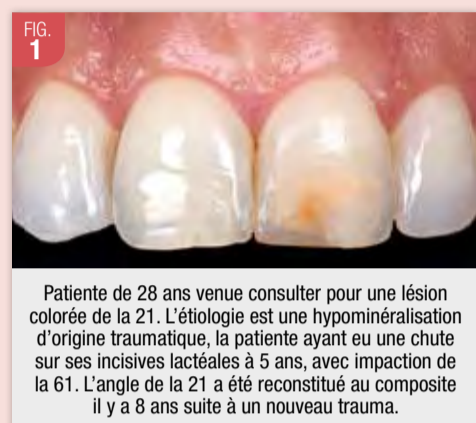 FIG.
1
Patiente de 28 ans venue consulter pour une lésion
colorée de la 21. L’étiologie est une hypominéralisation
d’origine traumatique, la patiente ayant eu une chute
sur ses incisives lactéales à 5 ans, avec impaction de
la 61. L’angle de la 21 a été reconstitué au composite
il y a 8 ans suite à un nouveau trauma.